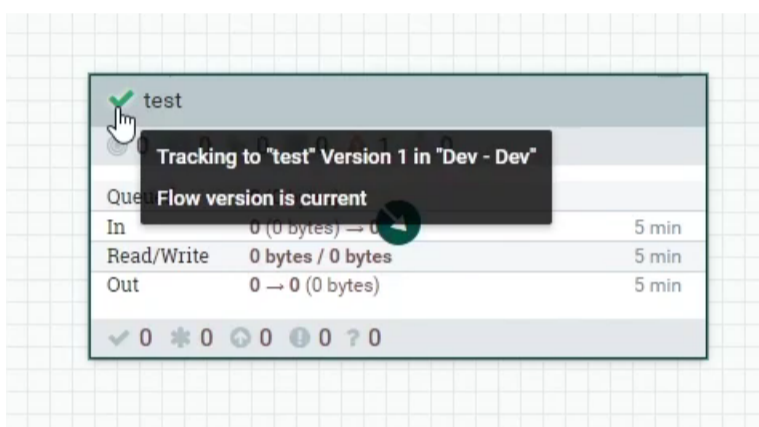 test
Tracking to "test" Version 1 in "Dev - Dev"
Flow version is current
In 0 (0 bytes) → 0 5 min
Read/Write 0 bytes / 0 bytes 5 min
Out 0 → 0 (0 bytes) 5 min
0 0 0 0 ? 0